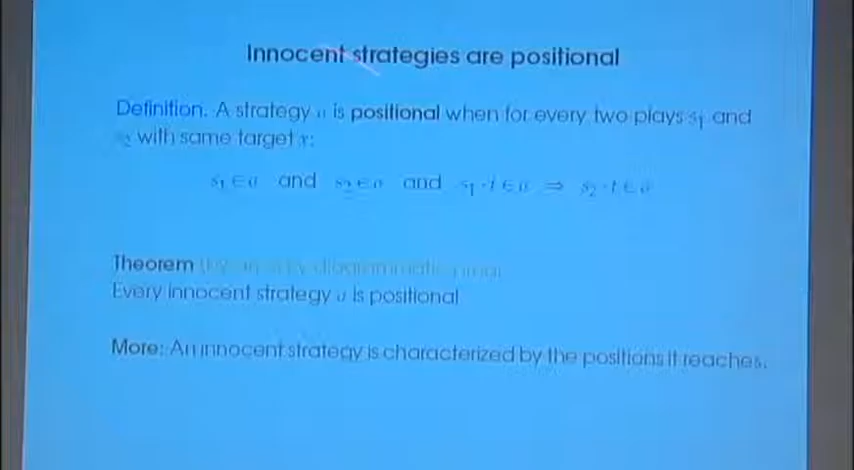 Innocent strategies are positional
Definition. A strategy σ is positional when for every two plays s₁ and
s₂ with same target x:
s₁ ∈ σ and s₂ ∈ σ and s₁ · t ∈ σ ⇒ s₂ · t ∈ σ
Theorem diagrammatic
Every innocent strategy σ is positional
More: An innocent strategy is characterized by the positions it reaches.